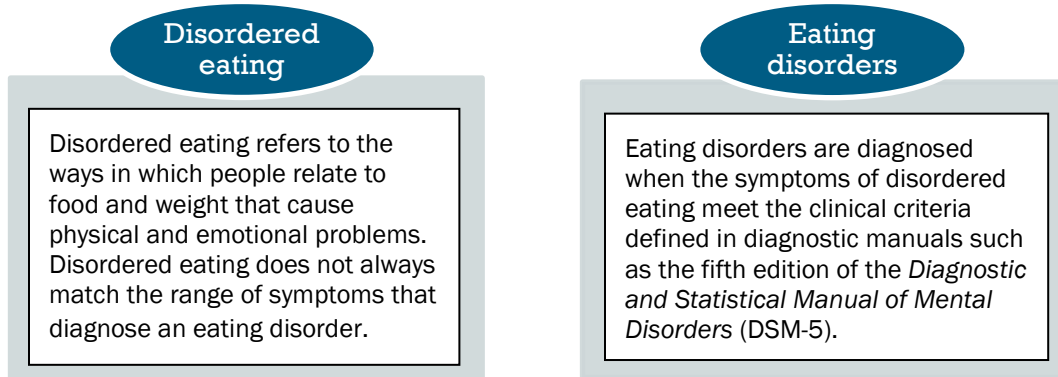 Disordered
eating
Disordered eating refers to the
ways in which people relate to
food and weight that cause
physical and emotional problems.
Disordered eating does not always
match the range of symptoms that
diagnose an eating disorder.
Eating
disorders
Eating disorders are diagnosed
when the symptoms of disordered
eating meet the clinical criteria
defined in diagnostic manuals such
as the fifth edition of the Diagnostic
and Statistical Manual of Mental
Disorders (DSM-5).